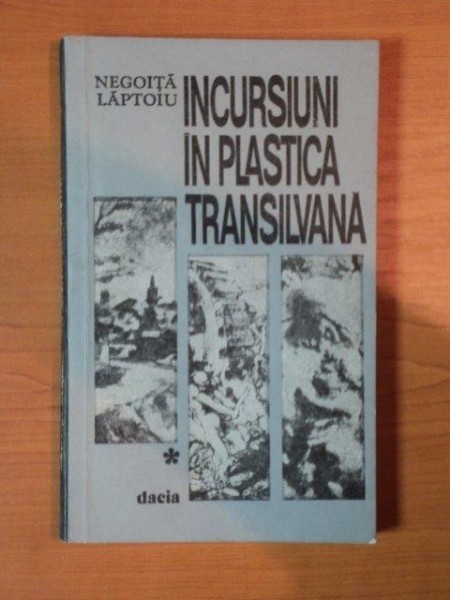 NEGOIȚĂ
LĂPTOIU
INCURSIUNI
ÎN PLASTICA
TRANSILVANĂ
*
dacia